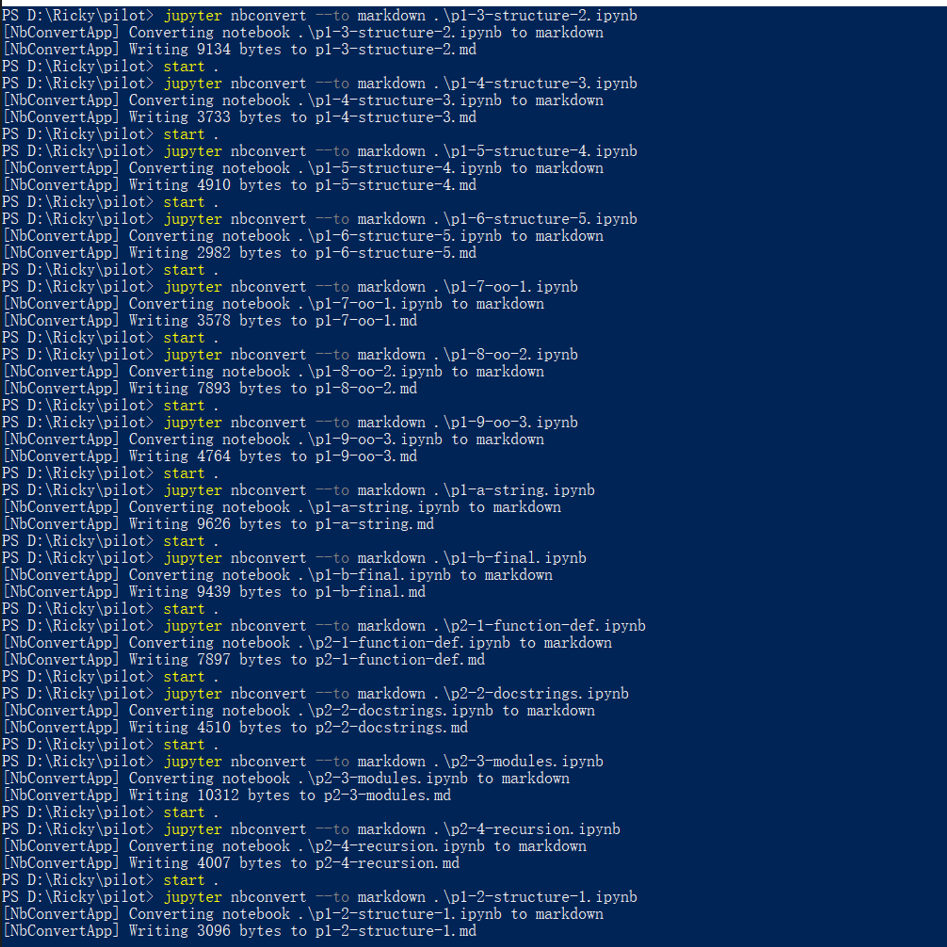 PS D:\Ricky\pilot> jupyter nbconvert --to markdown .\p1-3-structure-2.ipynb
[NbConvertApp] Converting notebook .\p1-3-structure-2.ipynb to markdown
[NbConvertApp] Writing 9134 bytes to p1-3-structure-2.md
PS D:\Ricky\pilot> start .
PS D:\Ricky\pilot> jupyter nbconvert --to markdown .\p1-4-structure-3.ipynb
[NbConvertApp] Converting notebook .\p1-4-structure-3.ipynb to markdown
[NbConvertApp] Writing 3733 bytes to p1-4-structure-3.md
PS D:\Ricky\pilot> start .
PS D:\Ricky\pilot> jupyter nbconvert --to markdown .\p1-5-structure-4.ipynb
[NbConvertApp] Converting notebook .\p1-5-structure-4.ipynb to markdown
[NbConvertApp] Writing 4910 bytes to p1-5-structure-4.md
PS D:\Ricky\pilot> start .
PS D:\Ricky\pilot> jupyter nbconvert --to markdown .\p1-6-structure-5.ipynb
[NbConvertApp] Converting notebook .\p1-6-structure-5.ipynb to markdown
[NbConvertApp] Writing 2982 bytes to p1-6-structure-5.md
PS D:\Ricky\pilot> start .
PS D:\Ricky\pilot> jupyter nbconvert --to markdown .\p1-7-oo-1.ipynb
[NbConvertApp] Converting notebook .\p1-7-oo-1.ipynb to markdown
[NbConvertApp] Writing 3578 bytes to p1-7-oo-1.md
PS D:\Ricky\pilot> start .
PS D:\Ricky\pilot> jupyter nbconvert --to markdown .\p1-8-oo-2.ipynb
[NbConvertApp] Converting notebook .\p1-8-oo-2.ipynb to markdown
[NbConvertApp] Writing 7893 bytes to p1-8-oo-2.md
PS D:\Ricky\pilot> start .
PS D:\Ricky\pilot> jupyter nbconvert --to markdown .\p1-9-oo-3.ipynb
[NbConvertApp] Converting notebook .\p1-9-oo-3.ipynb to markdown
[NbConvertApp] Writing 4764 bytes to p1-9-oo-3.md
PS D:\Ricky\pilot> start .
PS D:\Ricky\pilot> jupyter nbconvert --to markdown .\p1-a-string.ipynb
[NbConvertApp] Converting notebook .\p1-a-string.ipynb to markdown
[NbConvertApp] Writing 9626 bytes to p1-a-string.md
PS D:\Ricky\pilot> start .
PS D:\Ricky\pilot> jupyter nbconvert --to markdown .\p1-b-final.ipynb
[NbConvertApp] Converting notebook .\p1-b-final.ipynb to markdown
[NbConvertApp] Writing 9439 bytes to p1-b-final.md
PS D:\Ricky\pilot> start .
PS D:\Ricky\pilot> jupyter nbconvert --to markdown .\p2-1-function-def.ipynb
[NbConvertApp] Converting notebook .\p2-1-function-def.ipynb to markdown
[NbConvertApp] Writing 7897 bytes to p2-1-function-def.md
PS D:\Ricky\pilot> start .
PS D:\Ricky\pilot> jupyter nbconvert --to markdown .\p2-2-docstrings.ipynb
[NbConvertApp] Converting notebook .\p2-2-docstrings.ipynb to markdown
[NbConvertApp] Writing 4510 bytes to p2-2-docstrings.md
PS D:\Ricky\pilot> start .
PS D:\Ricky\pilot> jupyter nbconvert --to markdown .\p2-3-modules.ipynb
[NbConvertApp] Converting notebook .\p2-3-modules.ipynb to markdown
[NbConvertApp] Writing 10312 bytes to p2-3-modules.md
PS D:\Ricky\pilot> start .
PS D:\Ricky\pilot> jupyter nbconvert --to markdown .\p2-4-recursion.ipynb
[NbConvertApp] Converting notebook .\p2-4-recursion.ipynb to markdown
[NbConvertApp] Writing 4007 bytes to p2-4-recursion.md
PS D:\Ricky\pilot> start .
PS D:\Ricky\pilot> jupyter nbconvert --to markdown .\p1-2-structure-1.ipynb
[NbConvertApp] Converting notebook .\p1-2-structure-1.ipynb to markdown
[NbConvertApp] Writing 3096 bytes to p1-2-structure-1.md